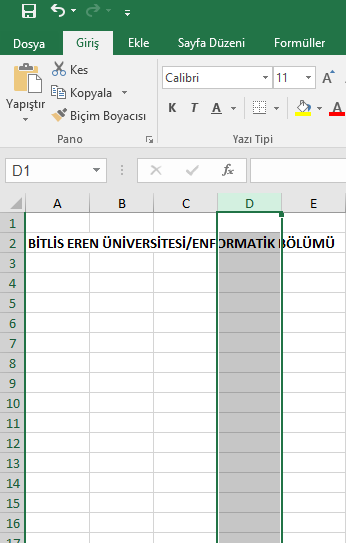 Dosya Giriş Ekle Sayfa Düzeni Formüller
Kes
Kopyala
Biçim Boyacısı
Yapıştır
Calibri 11 A
K T A A
Pano Yazı Tipi
D1 fx
A B C D E
1
2 BİTLİS EREN ÜNİVERSİTESİ/ENFORMATİK BÖLÜMÜ
3
4
5
6
7
8
9
10
11
12
13
14
15
16
17